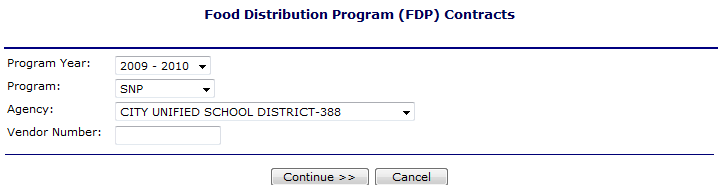 Food Distribution Program (FDP) Contracts
Program Year: 2009 - 2010
Program: SNP
Agency: CITY UNIFIED SCHOOL DISTRICT-388
Vendor Number:
Continue >> Cancel